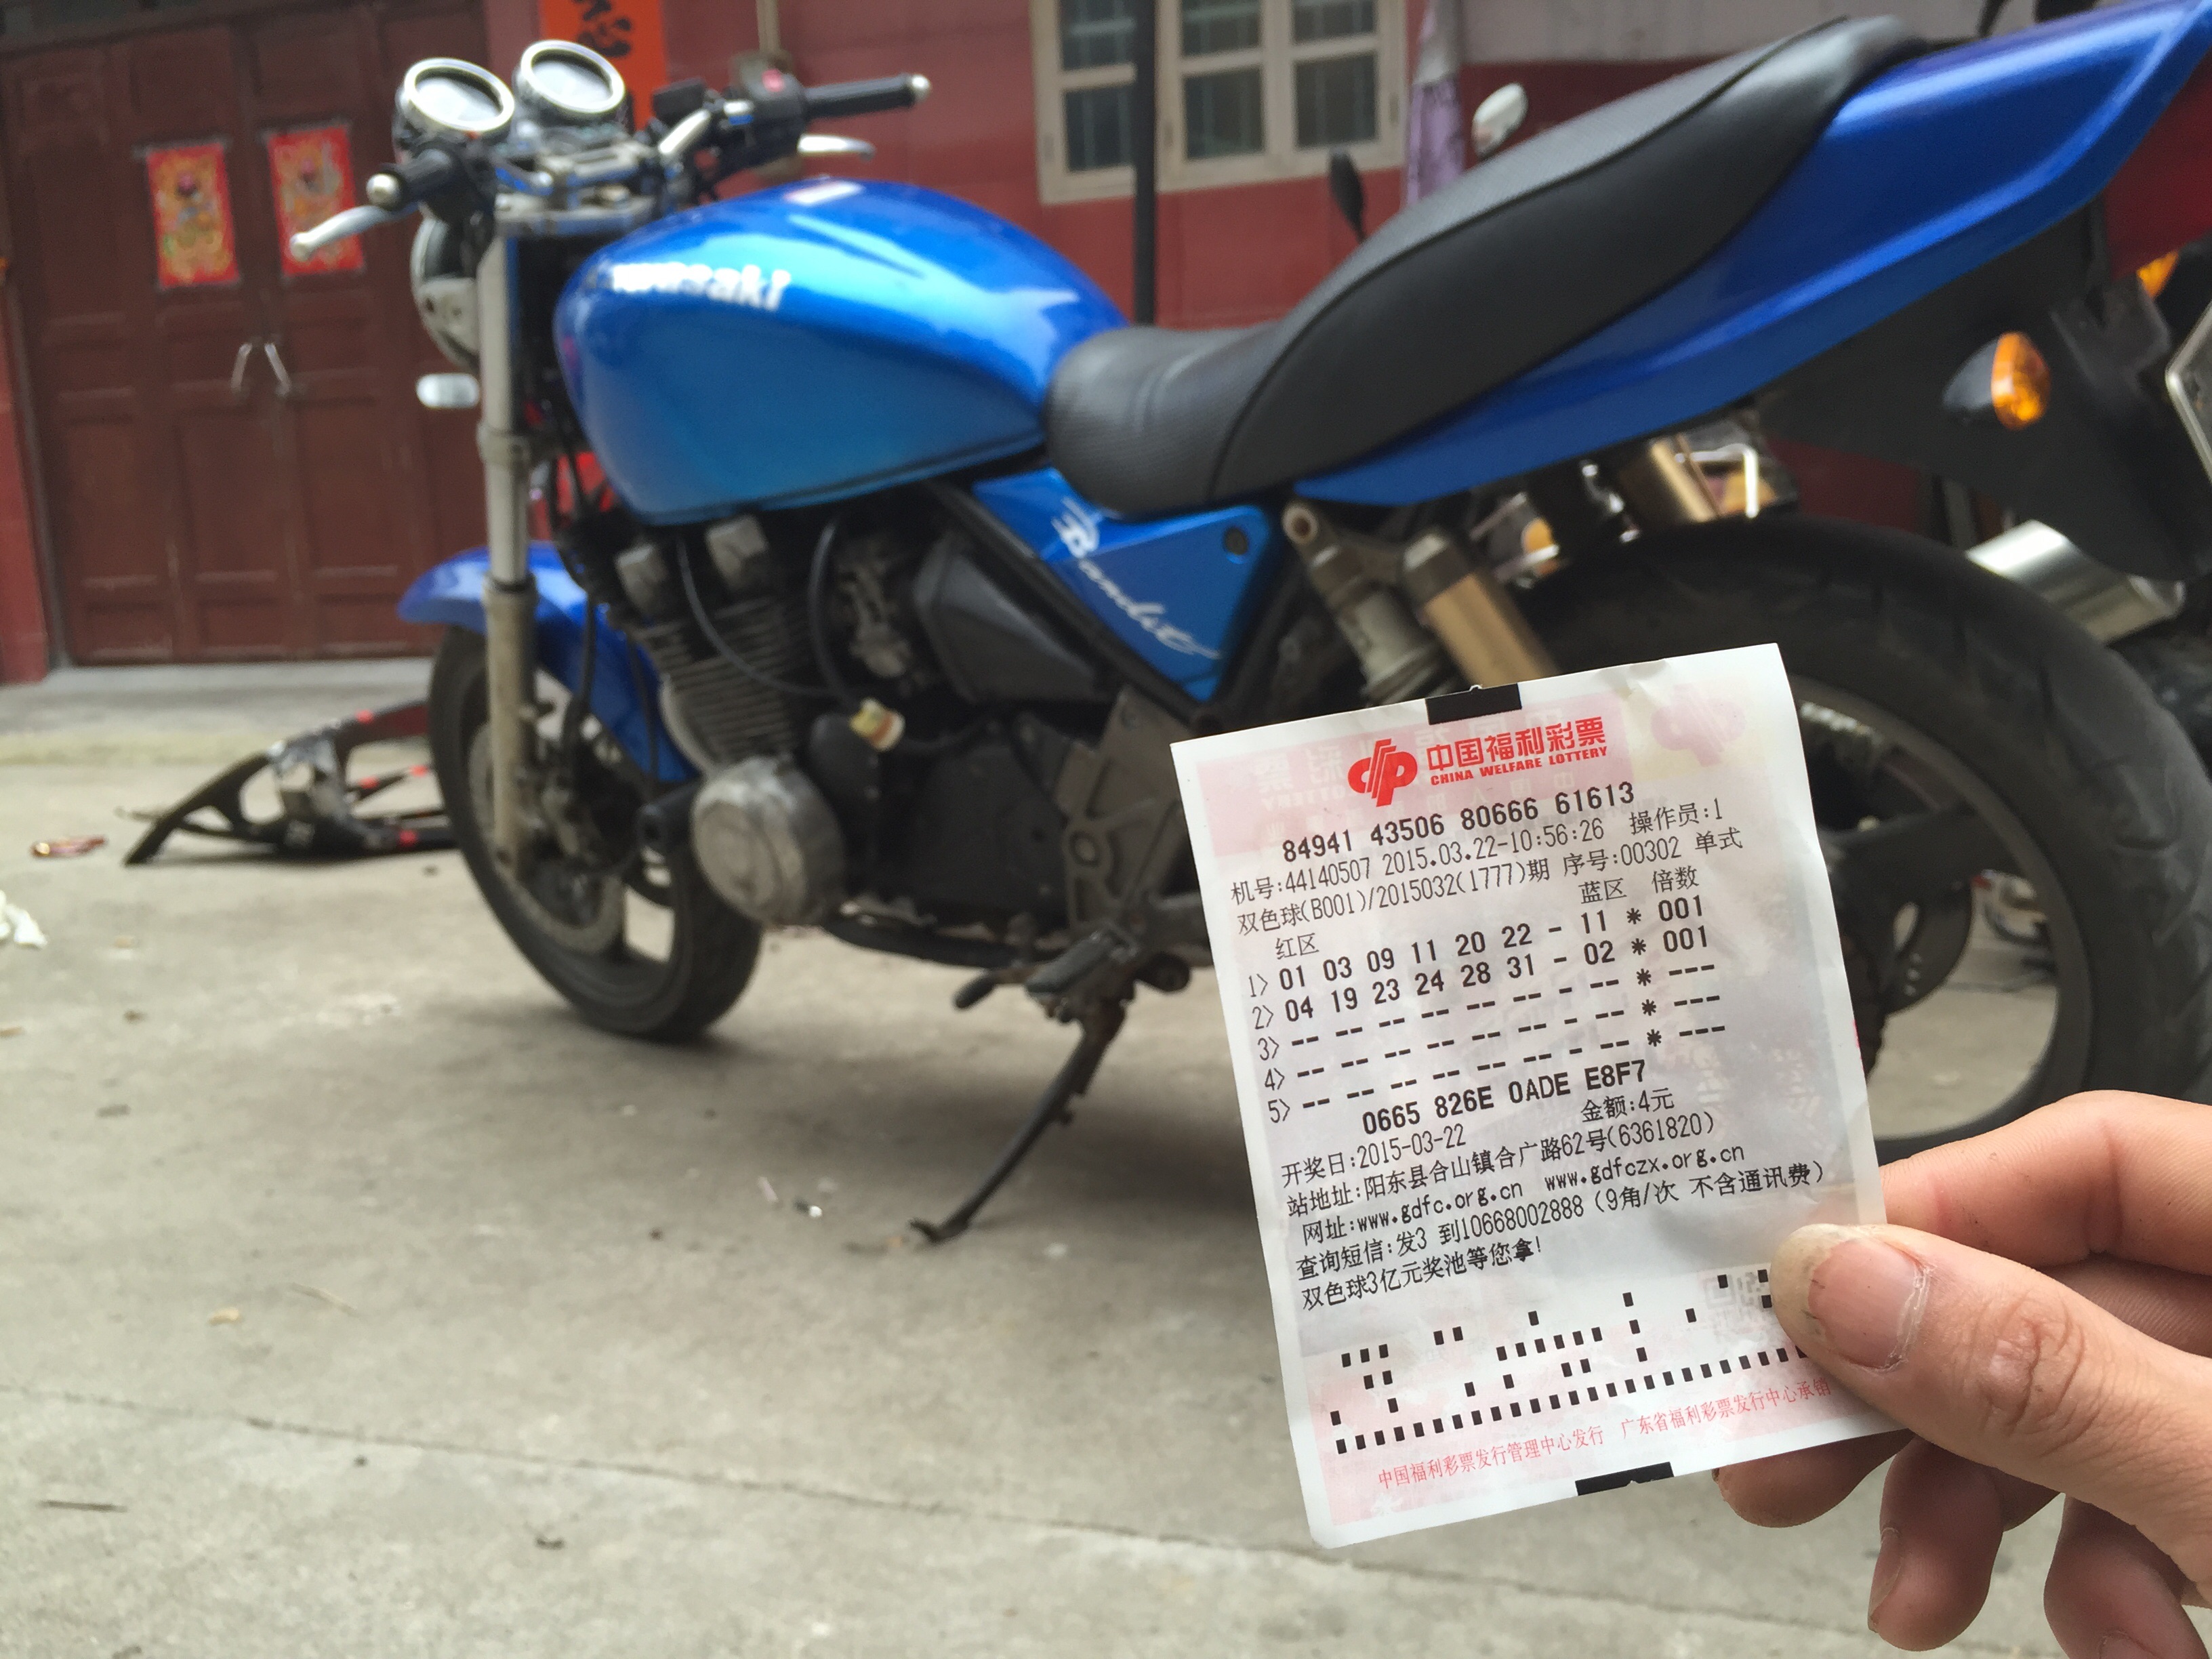 Kawasaki
Bandit
中国福利彩票
CHINA WELFARE LOTTERY
84941 43506 80666 61613
机号:44140507 2015.03.22-10:56:26 操作员:1
双色球(B001)/2015032(1777)期 序号:00302 单式
红区 蓝区 倍数
1> 01 03 09 11 20 22 - 11 * 001
2> 04 19 23 24 28 31 - 02 * 001
3> -- -- -- -- -- -- - -- * ---
4> -- -- -- -- -- -- - -- * ---
5> -- -- -- -- -- -- - -- * ---
0665 826E 0ADE E8F7
开奖日:2015-03-22 金额:4元
站地址:阳东县合山镇合广路62号(6361820)
网址:www.gdfc.org.cn www.gdfczx.org.cn
查询短信:发3 到10668002888 (9角/次 不含通讯费)
双色球3亿元奖池等您拿!
中国福利彩票发行管理中心发行 广东省福利彩票发行中心承销